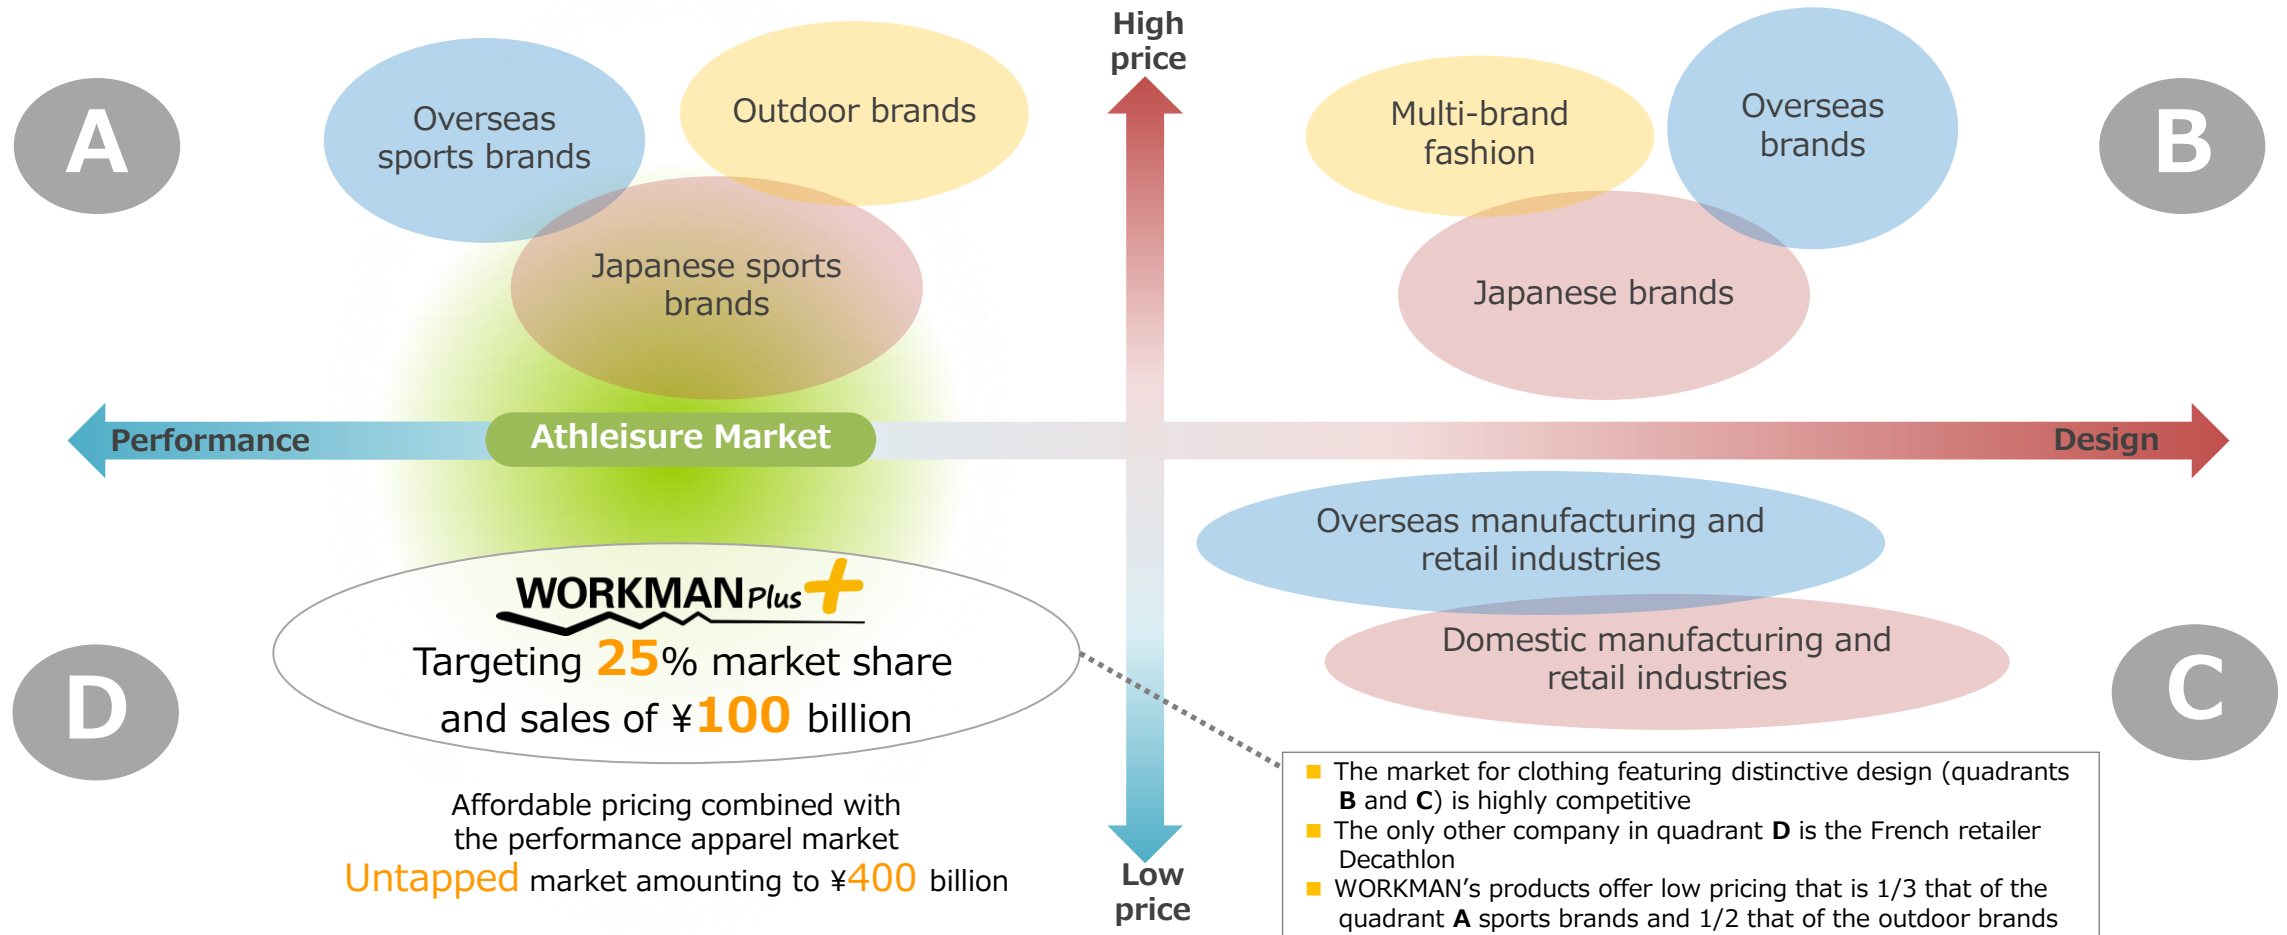 High
price
A
Overseas
sports brands
Outdoor brands
Japanese sports
brands
Multi-brand
fashion
Overseas
brands
Japanese brands
B
Performance
Athleisure Market
Design
Overseas manufacturing and
retail industries
Domestic manufacturing and
retail industries
WORKMAN Plus
Targeting 25% market share
and sales of ¥100 billion
D
C
Affordable pricing combined with
the performance apparel market
Untapped market amounting to ¥400 billion
Low
price
■ The market for clothing featuring distinctive design (quadrants
B and C) is highly competitive
■ The only other company in quadrant D is the French retailer
Decathlon
■ WORKMAN’s products offer low pricing that is 1/3 that of the
quadrant A sports brands and 1/2 that of the outdoor brands